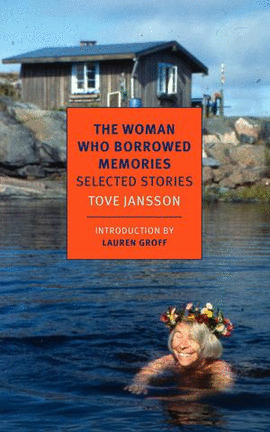 THE WOMAN
WHO BORROWED
MEMORIES
SELECTED STORIES
TOVE JANSSON
INTRODUCTION BY
LAUREN GROFF